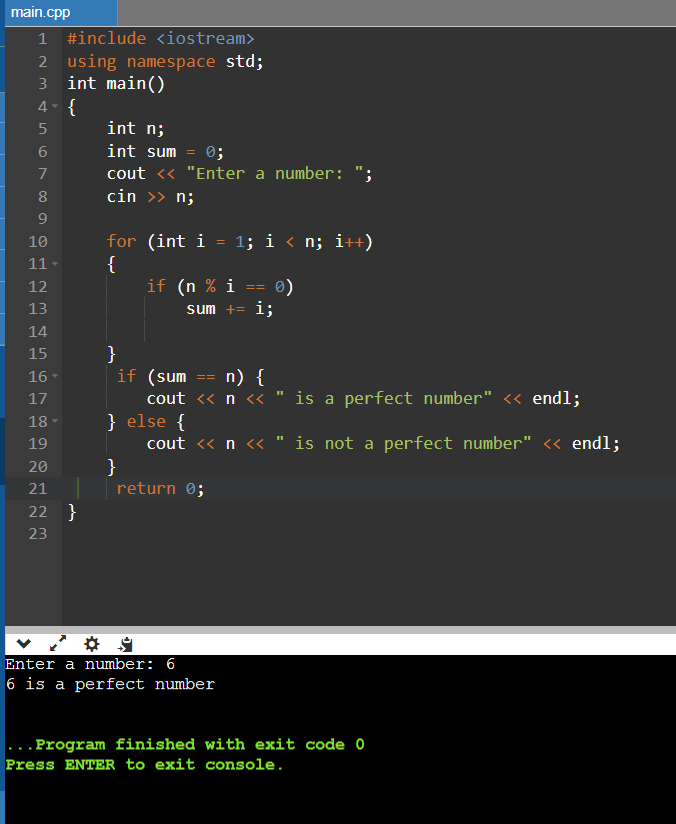 main.cpp
1 #include <iostream>
2 using namespace std;
3 int main()
4 {
5     int n;
6     int sum = 0;
7     cout << "Enter a number: ";
8     cin >> n;
9
10     for (int i = 1; i < n; i++)
11     {
12         if (n % i == 0)
13             sum += i;
14
15     }
16      if (sum == n) {
17         cout << n << " is a perfect number" << endl;
18     } else {
19         cout << n << " is not a perfect number" << endl;
20     }
21      return 0;
22 }
23
Enter a number: 6
6 is a perfect number
...Program finished with exit code 0
Press ENTER to exit console.